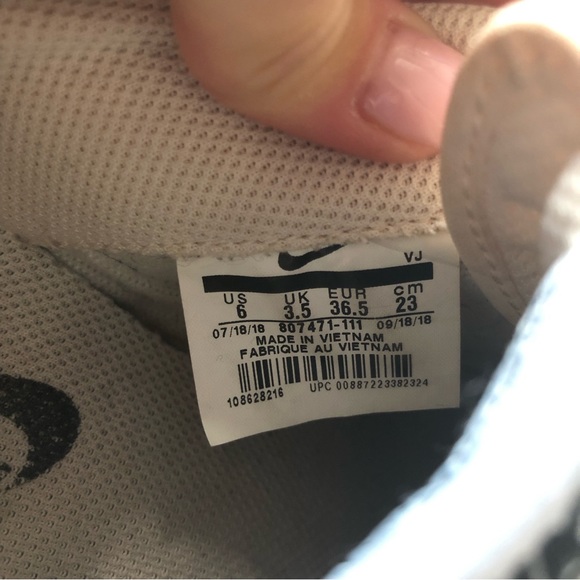 VJ
US UK EUR cm
6 3.5 36.5 23
07/18/18 807471-111 09/18/18
MADE IN VIETNAM
FABRIQUE AU VIETNAM
108628216 UPC 00887223382324